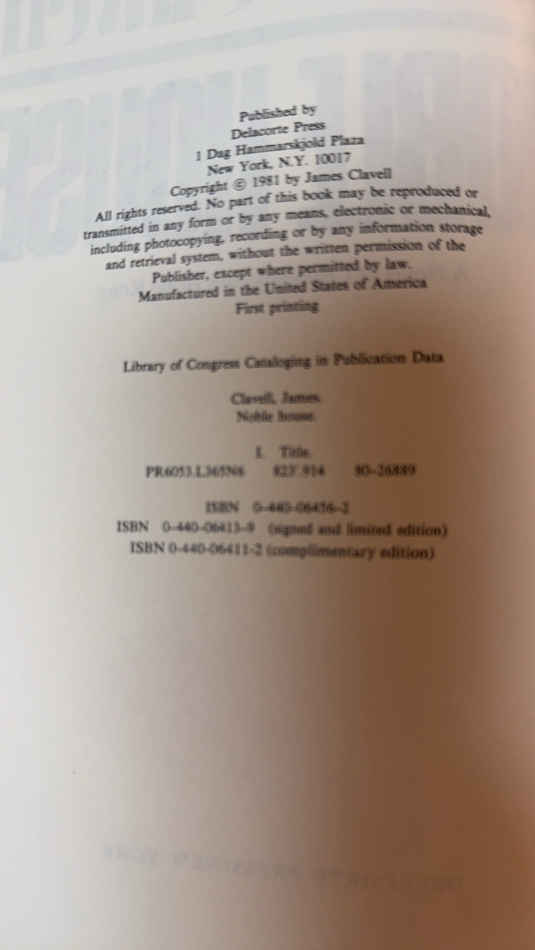 Published by
Delacorte Press
1 Dag Hammarskjold Plaza
New York, N.Y. 10017
Copyright © 1981 by James Clavell
All rights reserved. No part of this book may be reproduced or
transmitted in any form or by any means, electronic or mechanical,
including photocopying, recording or by any information storage
and retrieval system, without the written permission of the
Publisher, except where permitted by law.
Manufactured in the United States of America
First printing
Library of Congress Cataloging in Publication Data
Clavell, James.
Noble house.
I. Title.
PR6053.L365N6 823'.914 80-26889
ISBN 0-440-06456-2
ISBN 0-440-06413-9 (signed and limited edition)
ISBN 0-440-06411-2 (complimentary edition)